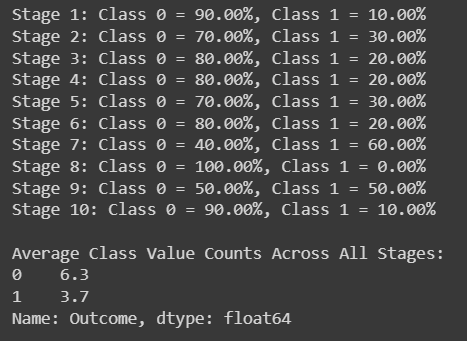 Stage 1: Class 0 = 90.00%, Class 1 = 10.00%
Stage 2: Class 0 = 70.00%, Class 1 = 30.00%
Stage 3: Class 0 = 80.00%, Class 1 = 20.00%
Stage 4: Class 0 = 80.00%, Class 1 = 20.00%
Stage 5: Class 0 = 70.00%, Class 1 = 30.00%
Stage 6: Class 0 = 80.00%, Class 1 = 20.00%
Stage 7: Class 0 = 40.00%, Class 1 = 60.00%
Stage 8: Class 0 = 100.00%, Class 1 = 0.00%
Stage 9: Class 0 = 50.00%, Class 1 = 50.00%
Stage 10: Class 0 = 90.00%, Class 1 = 10.00%
Average Class Value Counts Across All Stages:
0    6.3
1    3.7
Name: Outcome, dtype: float64